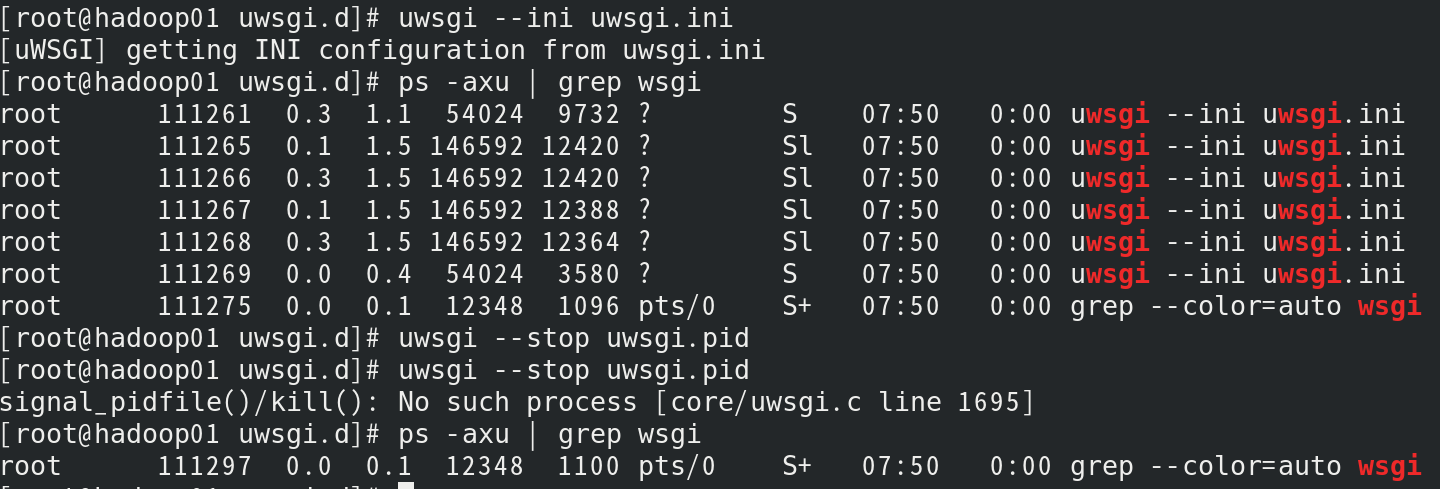 [root@hadoop01 uwsgi.d]# uwsgi --ini uwsgi.ini
[uWSGI] getting INI configuration from uwsgi.ini
[root@hadoop01 uwsgi.d]# ps -axu | grep wsgi
root      111261  0.3  1.1  54024  9732 ?        S    07:50   0:00 uwsgi --ini uwsgi.ini
root      111265  0.1  1.5 146592 12420 ?        Sl   07:50   0:00 uwsgi --ini uwsgi.ini
root      111266  0.3  1.5 146592 12420 ?        Sl   07:50   0:00 uwsgi --ini uwsgi.ini
root      111267  0.1  1.5 146592 12388 ?        Sl   07:50   0:00 uwsgi --ini uwsgi.ini
root      111268  0.3  1.5 146592 12364 ?        Sl   07:50   0:00 uwsgi --ini uwsgi.ini
root      111269  0.0  0.4  54024  3580 ?        S    07:50   0:00 uwsgi --ini uwsgi.ini
root      111275  0.0  0.1  12348  1096 pts/0    S+   07:50   0:00 grep --color=auto wsgi
[root@hadoop01 uwsgi.d]# uwsgi --stop uwsgi.pid
[root@hadoop01 uwsgi.d]# uwsgi --stop uwsgi.pid
signal_pidfile()/kill(): No such process [core/uwsgi.c line 1695]
[root@hadoop01 uwsgi.d]# ps -axu | grep wsgi
root      111297  0.0  0.1  12348  1100 pts/0    S+   07:50   0:00 grep --color=auto wsgi
[root@hadoop01 uwsgi.d]#